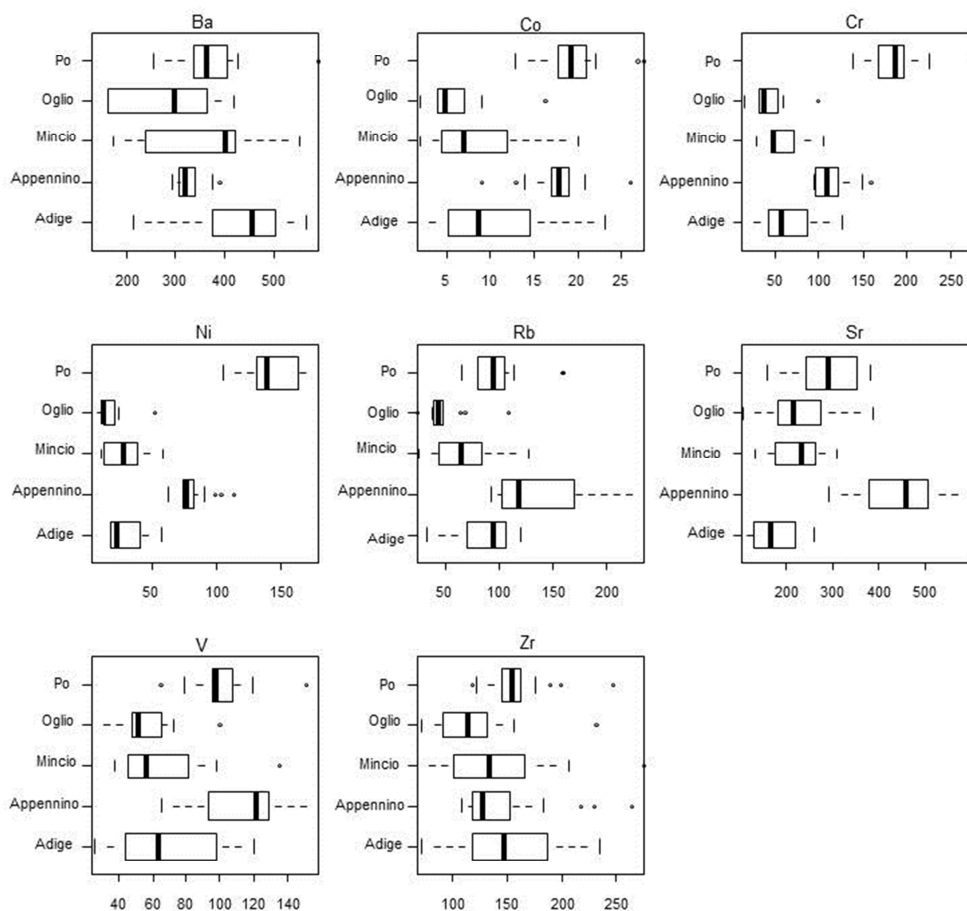 Ba
Po
Oglio
Mincio
Appennino
Adige
200 300 400 500
Co
Po
Oglio
Mincio
Appennino
Adige
5 10 15 20 25
Cr
Po
Oglio
Mincio
Appennino
Adige
50 100 150 200 250
Ni
Po
Oglio
Mincio
Appennino
Adige
50 100 150
Rb
Po
Oglio
Mincio
Appennino
Adige
50 100 150 200
Sr
Po
Oglio
Mincio
Appennino
Adige
200 300 400 500
V
Po
Oglio
Mincio
Appennino
Adige
40 60 80 100 120 140
Zr
Po
Oglio
Mincio
Appennino
Adige
100 150 200 250